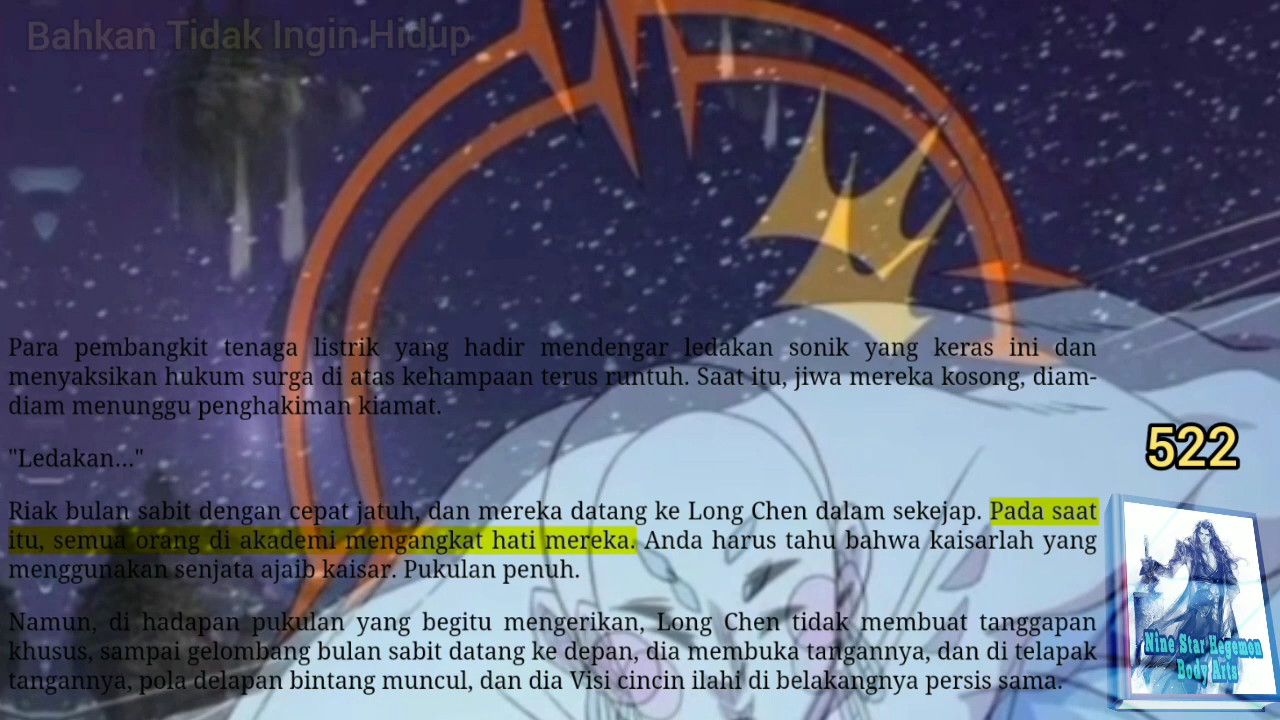 Bahkan Tidak Ingin Hidup
Para pembangkit tenaga listrik yang hadir mendengar ledakan sonik yang keras ini dan
menyaksikan hukum surga di atas kehampaan terus runtuh. Saat itu, jiwa mereka kosong, diam-
diam menunggu penghakiman kiamat.
"Ledakan..."
Riak bulan sabit dengan cepat jatuh, dan mereka datang ke Long Chen dalam sekejap. Pada saat
itu, semua orang di akademi mengangkat hati mereka. Anda harus tahu bahwa kaisarlah yang
menggunakan senjata ajaib kaisar. Pukulan penuh.
Namun, di hadapan pukulan yang begitu mengerikan, Long Chen tidak membuat tanggapan
khusus, sampai gelombang bulan sabit datang ke depan, dia membuka tangannya, dan di telapak
tangannya, pola delapan bintang muncul, dan dia Visi cincin ilahi di belakangnya persis sama.
522
Nine Star Hegemon
Body Arts